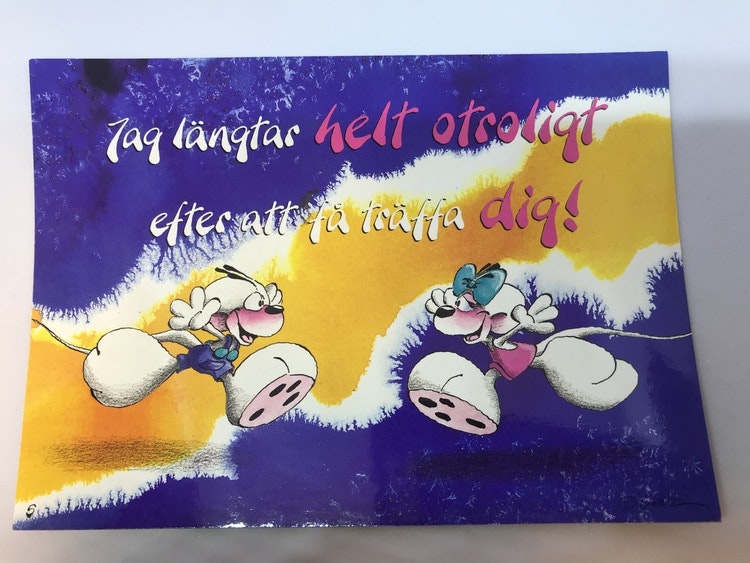 Jag längtar helt otroligt
efter att få träffa dig!